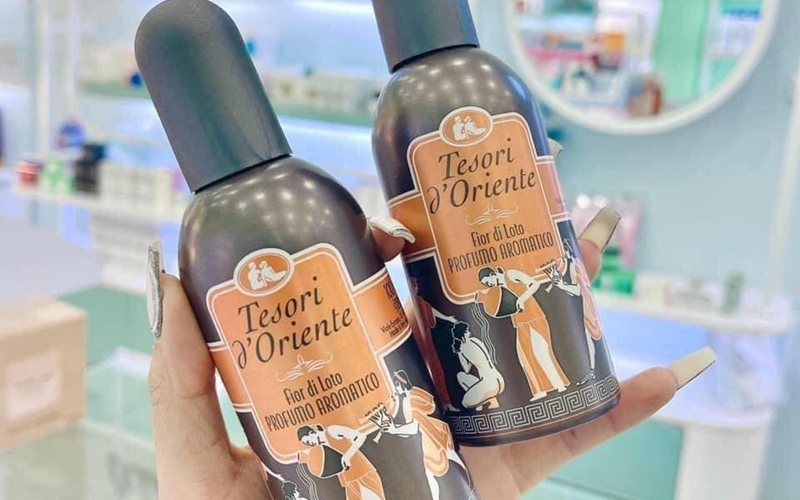 Tesori
d'Oriente
Fior di Loto
PROFUMO AROMATICO
Tesori
d'Oriente
Fior di Loto
PROFUMO AROMATICO